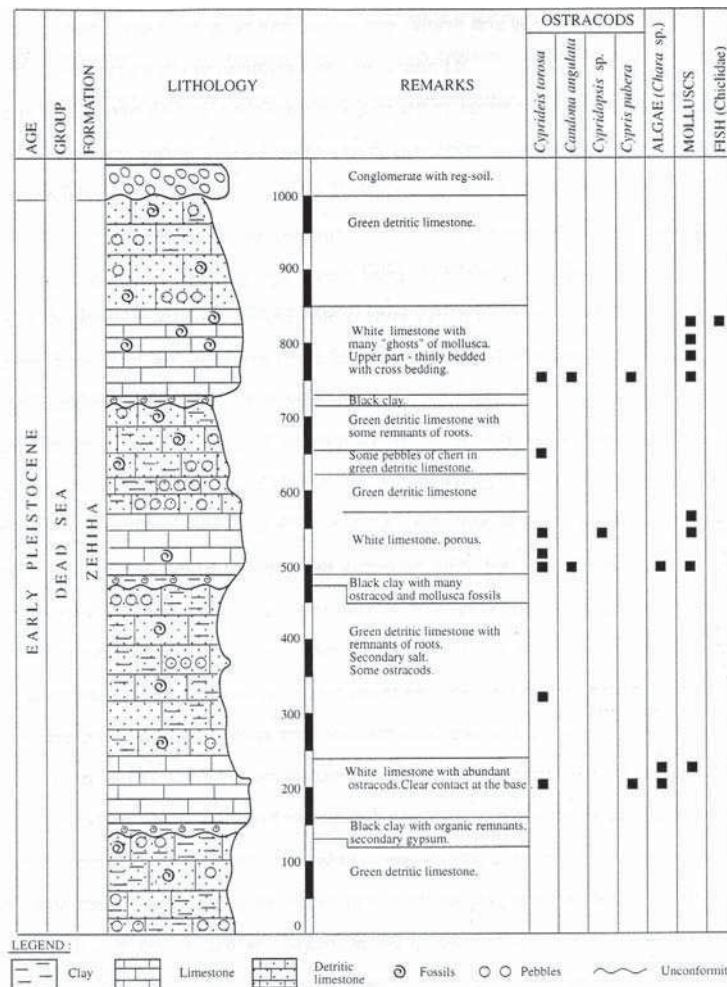 OSTRACODS
AGE
GROUP
FORMATION
LITHOLOGY
REMARKS
Cyprideis torosa
Candona angulata
Cypridopsis sp.
Cypris pubera
ALGAE (Chara sp.)
MOLLUSCS
FISH (Chiclidae)
EARLY PLEISTOCENE
DEAD SEA
ZEHIHA
1000
900
800
700
600
500
400
300
200
100
0
Conglomerate with reg-soil.
Green detritic limestone.
White limestone with
many "ghosts" of mollusca.
Upper part - thinly bedded
with cross bedding.
Black clay.
Green detritic limestone with
some remnants of roots.
Some pebbles of chert in
green detritic limestone.
Green detritic limestone
White limestone. porous.
Black clay with many
ostracod and mollusca fossils
Green detritic limestone with
remnants of roots.
Secondary salt.
Some ostracods.
White limestone with abundant
ostracods.Clear contact at the base
Black clay with organic remnants.
secondary gypsum.
Green detritic limestone.
LEGEND :
Clay
Limestone
Detritic
limestone
Fossils
Pebbles
Unconformit